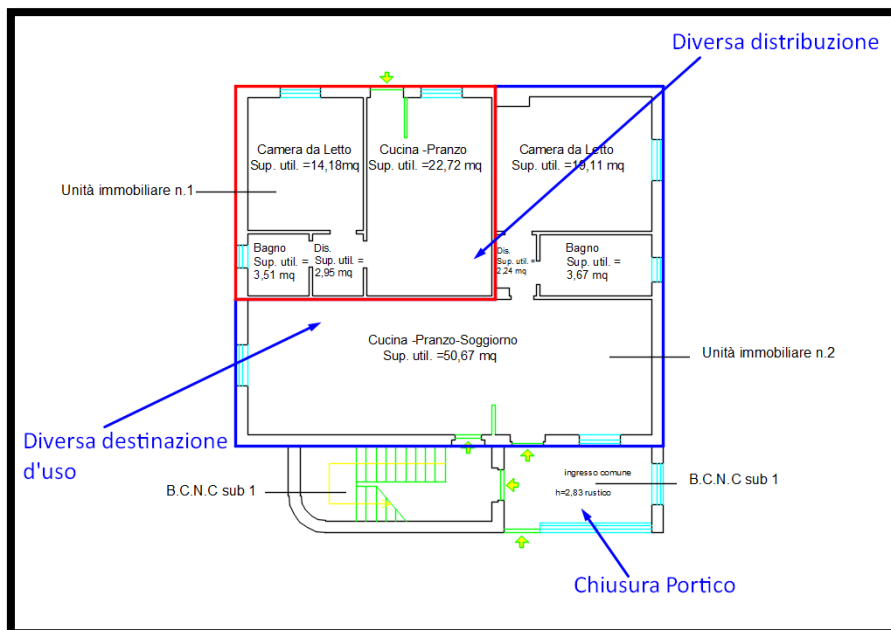 Diversa distribuzione
Camera da Letto
Sup. util. =14,18mq
Cucina -Pranzo
Sup. util. =22,72 mq
Camera da Letto
Sup. util. =19,11 mq
Unità immobiliare n.1
Bagno
Sup. util. =
3,51 mq
Dis.
Sup. util. =
2,95 mq
Dis.
Sup. util. =
2,24 mq
Bagno
Sup. util. =
3,67 mq
Cucina -Pranzo-Soggiorno
Sup. util. =50,67 mq
Unità immobiliare n.2
Diversa destinazione
d'uso
B.C.N.C sub 1
ingresso comune
h=2,83 rustico
B.C.N.C sub 1
Chiusura Portico